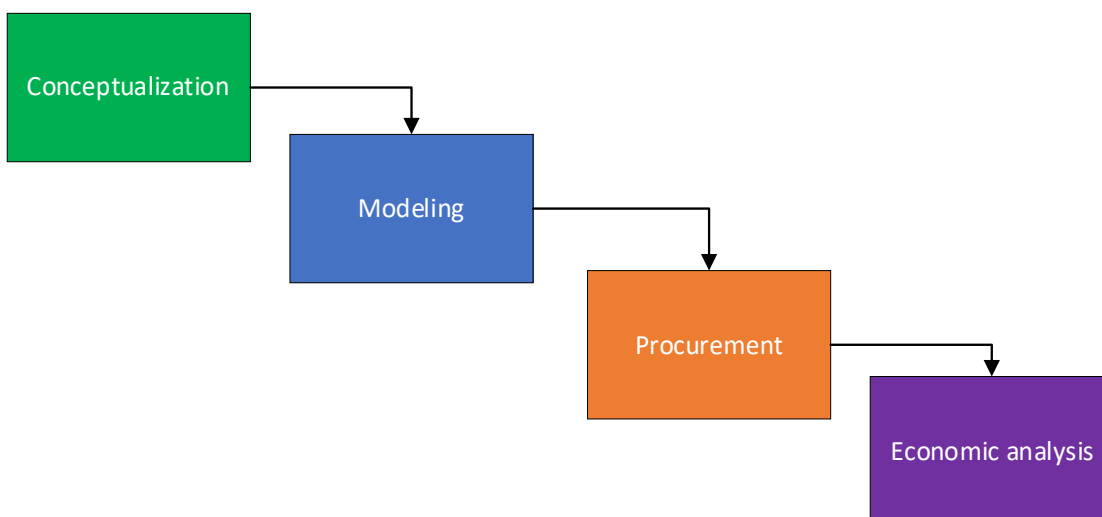 Conceptualization
Modeling
Procurement
Economic analysis